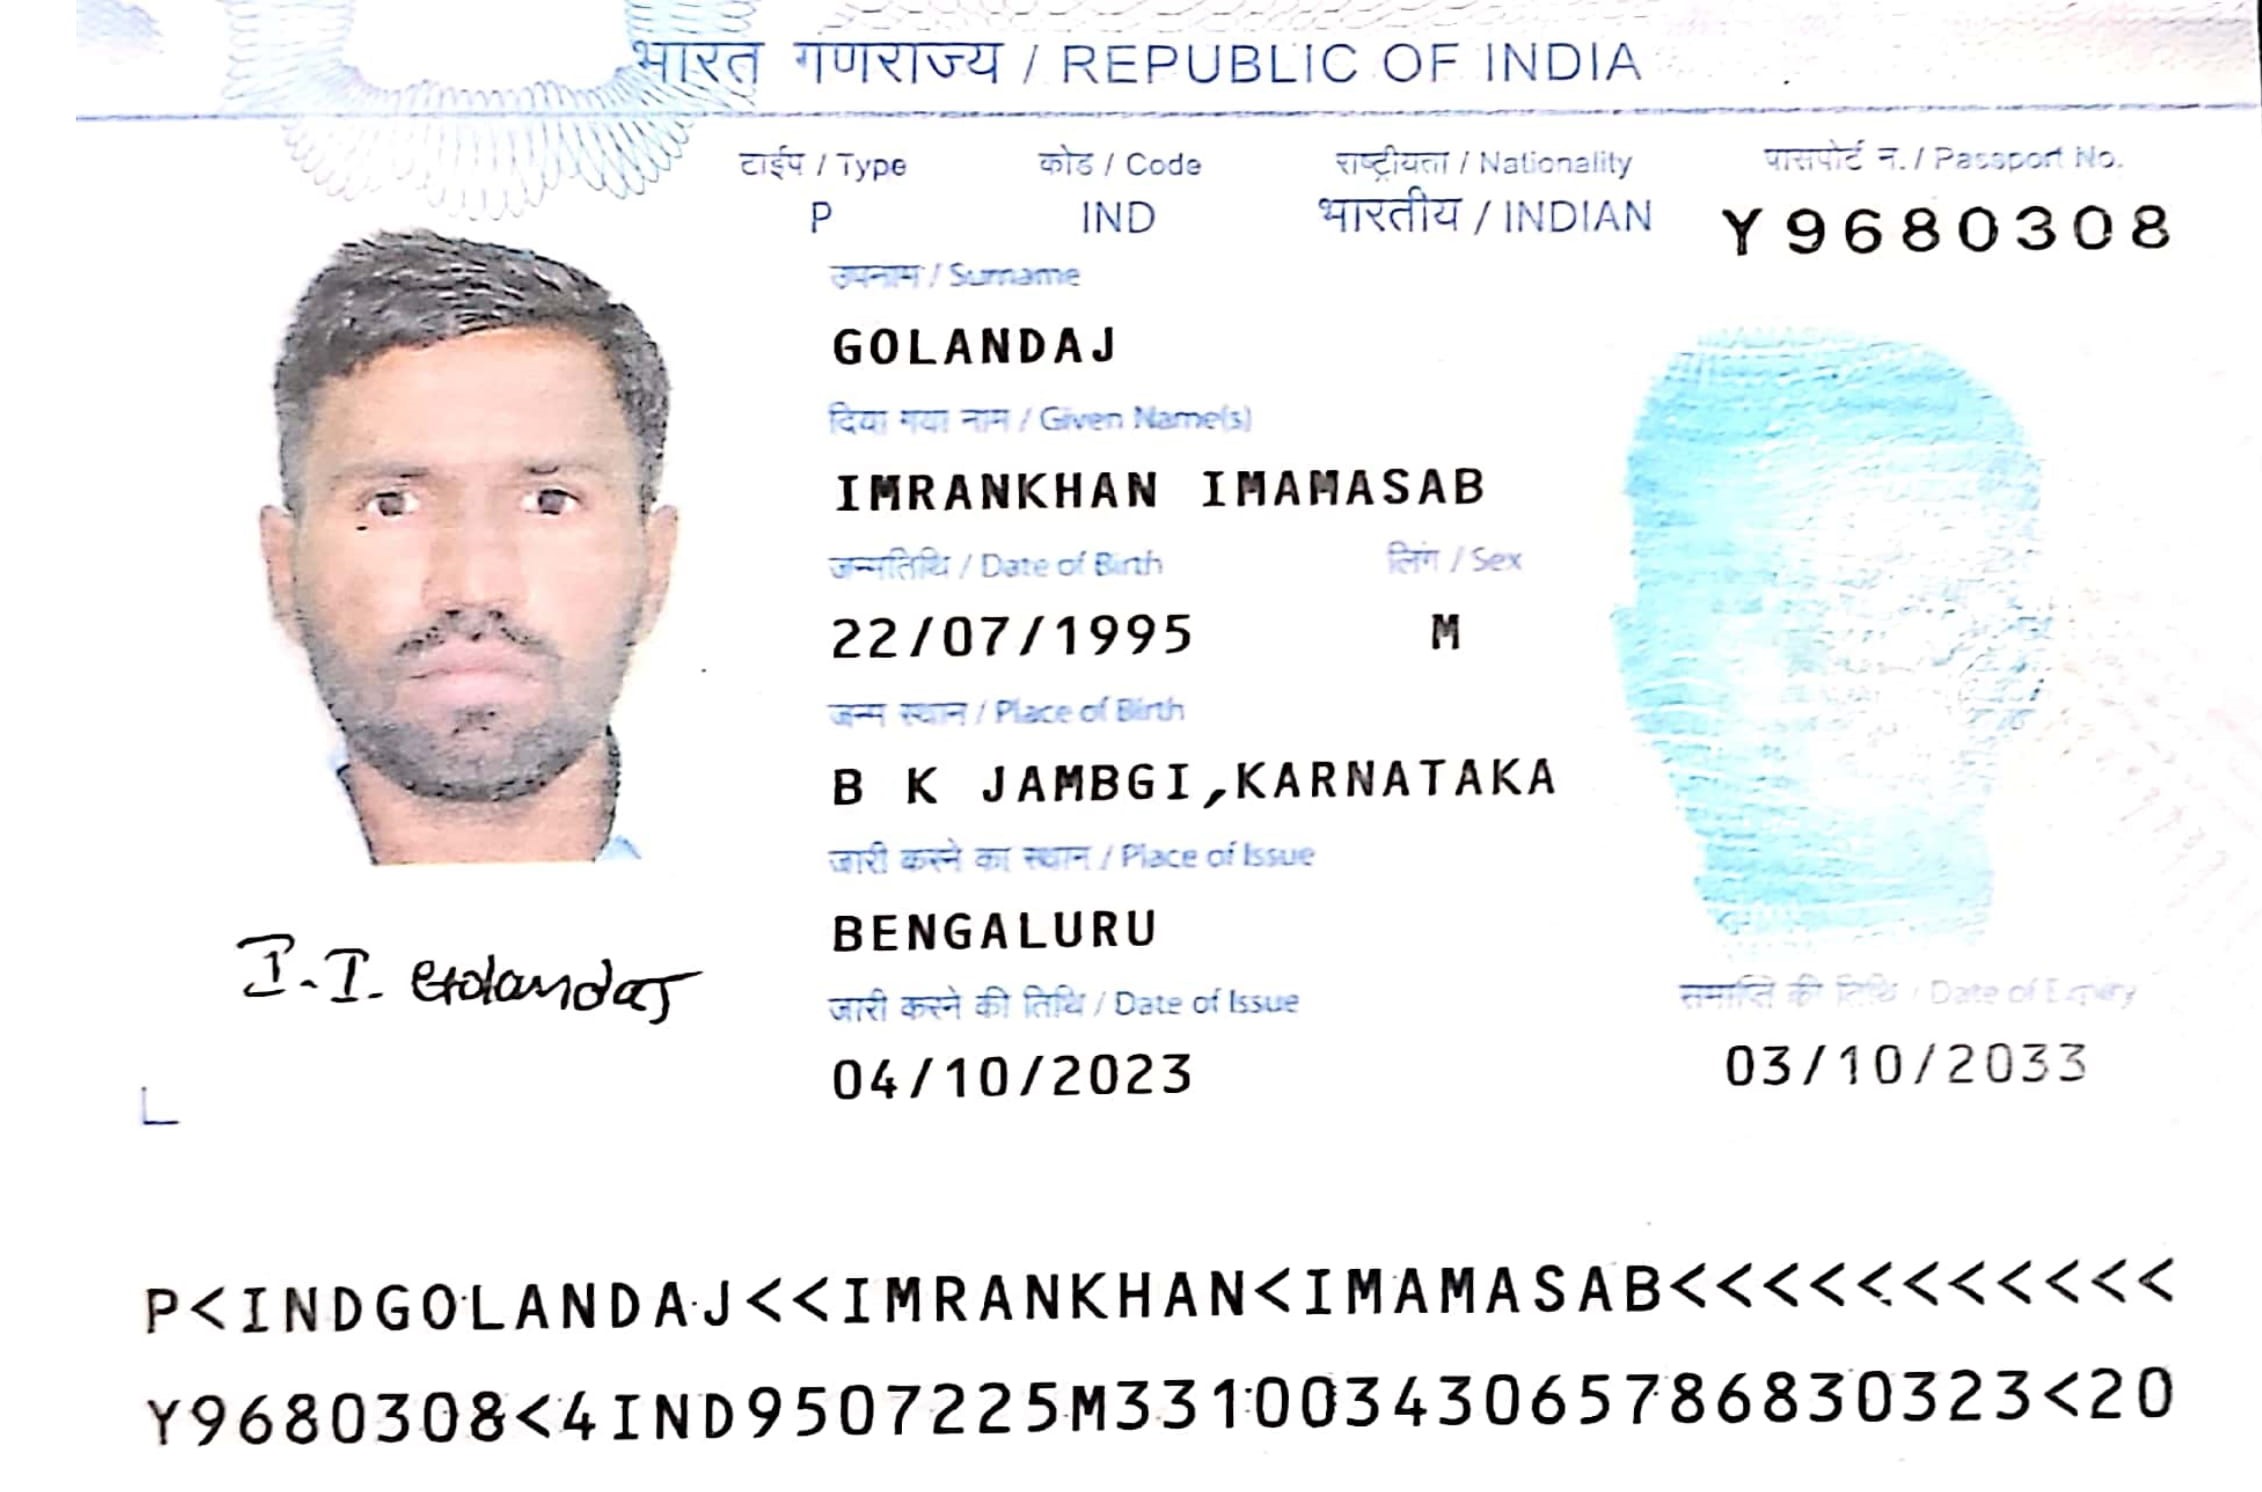 भारत गणराज्य / REPUBLIC OF INDIA
टाईप / Type कोड / Code राष्ट्रीयता / Nationality पासपोर्ट न. / Passport No.
P IND भारतीय / INDIAN Y9680308
उपनाम / Surname
GOLANDAJ
दिया गया नाम / Given Name(s)
IMRANKHAN IMAMASAB
जन्मतिथि / Date of Birth लिंग / Sex
22/07/1995 M
जन्म स्थान / Place of Birth
B K JAMBGI,KARNATAKA
जारी करने का स्थान / Place of Issue
BENGALURU
I.I. Golandaj
जारी करने की तिथि / Date of Issue समाप्ति की तिथि / Date of Expiry
04/10/2023 03/10/2033
P<INDGOLANDAJ<<IMRANKHAN<IMAMASAB<<<<<<<<<<<
Y9680308<4IND9507225M3310034306578683 0323<20